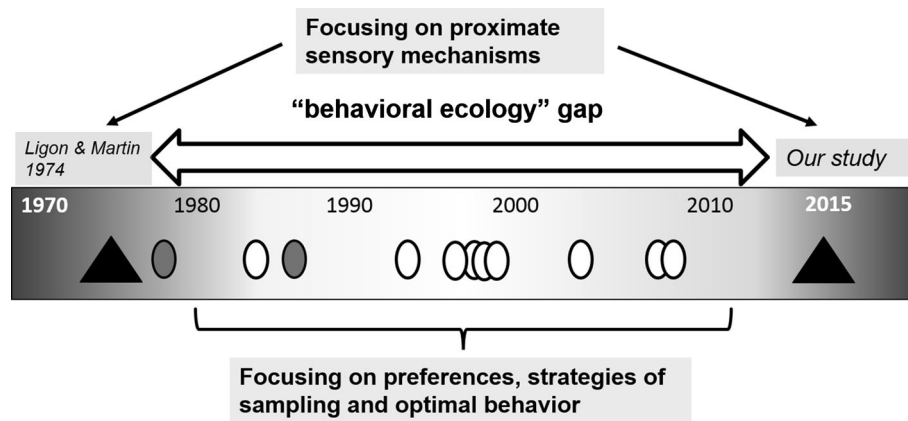 Focusing on proximate
sensory mechanisms
“behavioral ecology” gap
Ligon & Martin
1974
Our study
1970 1980 1990 2000 2010 2015
Focusing on preferences, strategies of
sampling and optimal behavior